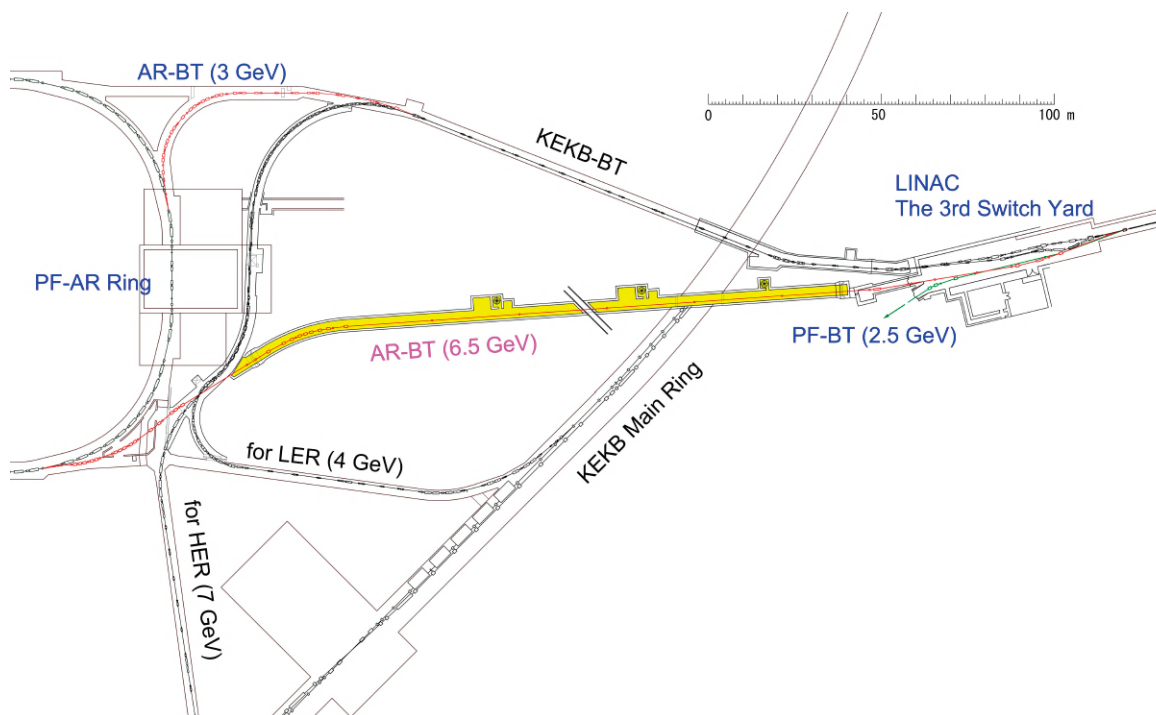 AR-BT (3 GeV)
KEKB-BT
0
50
100 m
LINAC
The 3rd Switch Yard
PF-AR Ring
AR-BT (6.5 GeV)
PF-BT (2.5 GeV)
KEKB Main Ring
for LER (4 GeV)
for HER (7 GeV)